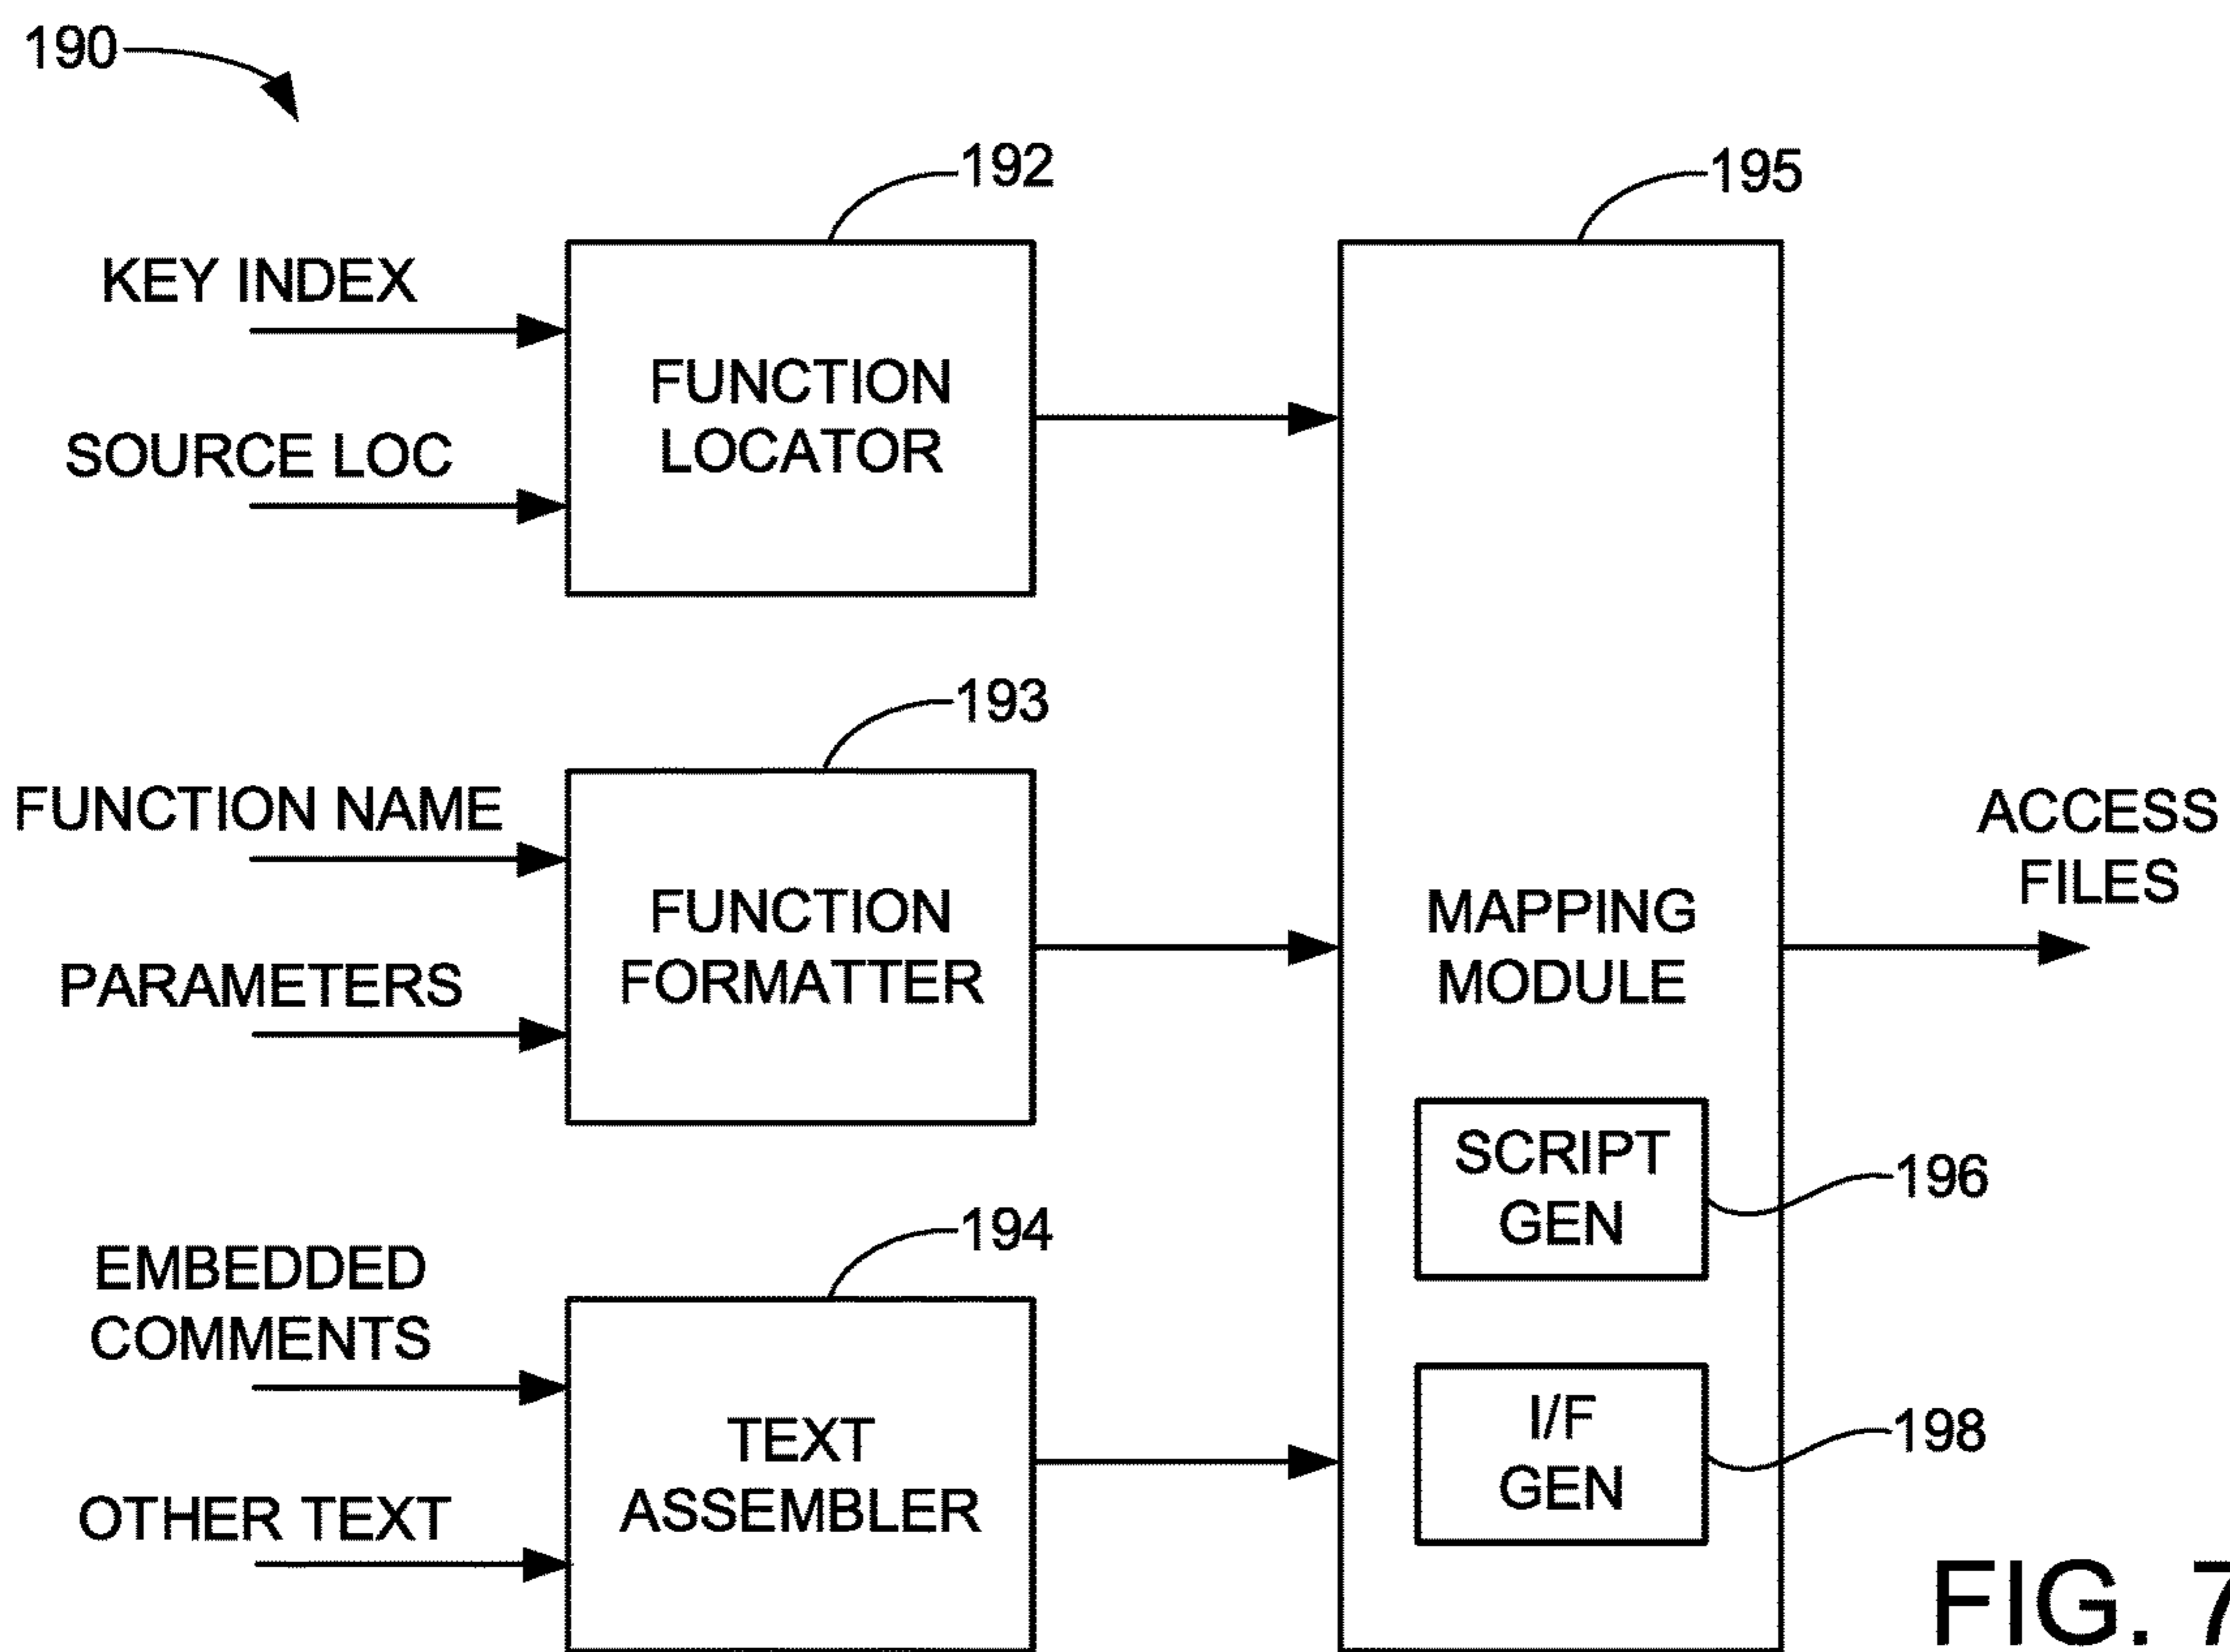 190
192
195
KEY INDEX
FUNCTION
LOCATOR
SOURCE LOC
193
FUNCTION NAME
FUNCTION
FORMATTER
PARAMETERS
MAPPING
MODULE
ACCESS
FILES
SCRIPT
GEN
196
194
EMBEDDED
COMMENTS
TEXT
ASSEMBLER
OTHER TEXT
I/F
GEN
198
FIG. 7